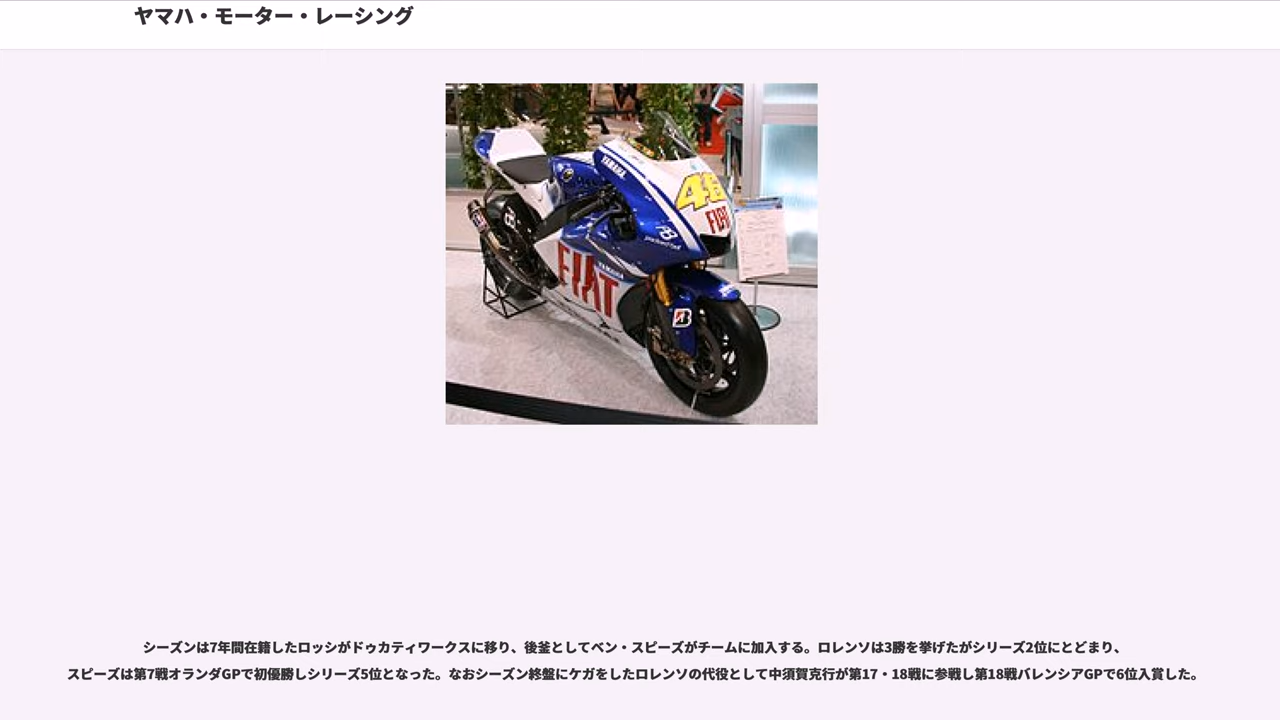 ヤマハ・モーター・レーシング
YAMAHA
46
FIAT
FIAT
YAMAHA
B
シーズンは7年間在籍したロッシがドゥカティワークスに移り、後釜としてベン・スピーズがチームに加入する。ロレンソは3勝を挙げたがシリーズ2位にとどまり、
スピーズは第7戦オランダGPで初優勝しシリーズ5位となった。なおシーズン終盤にケガをしたロレンソの代役として中須賀克行が第17・18戦に参戦し第18戦バレンシアGPで6位入賞した。